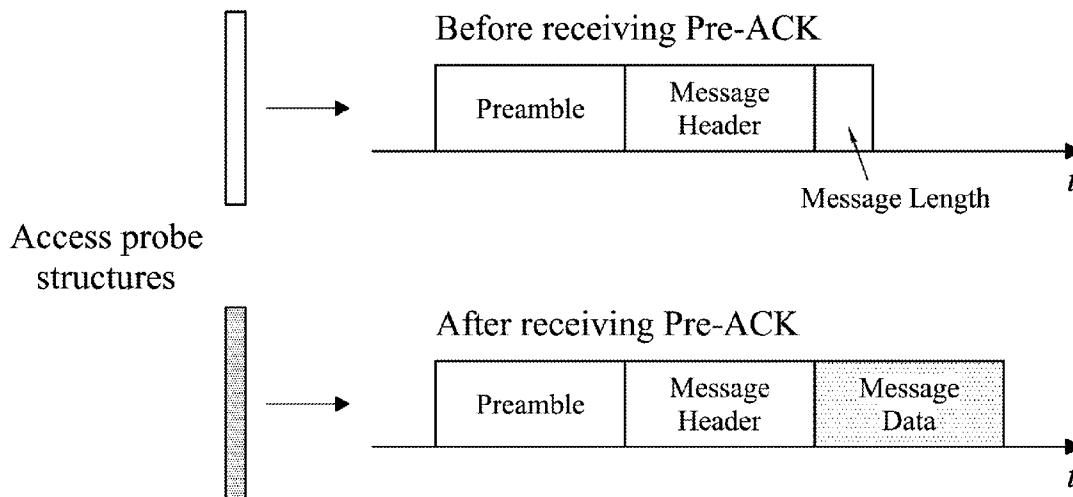 Before receiving Pre-ACK
Preamble
Message
Header
Message Length
t
Access probe
structures
After receiving Pre-ACK
Preamble
Message
Header
Message
Data
t